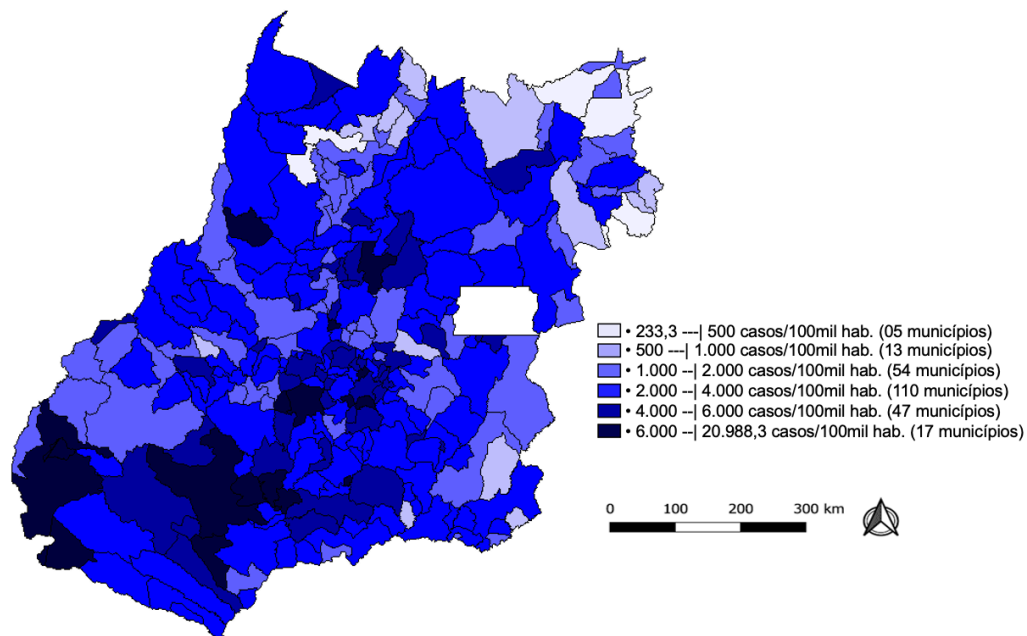 • 233,3 ---| 500 casos/100mil hab. (05 municípios)
• 500 ---| 1.000 casos/100mil hab. (13 municípios)
• 1.000 --| 2.000 casos/100mil hab. (54 municípios)
• 2.000 --| 4.000 casos/100mil hab. (110 municípios)
• 4.000 --| 6.000 casos/100mil hab. (47 municípios)
• 6.000 --| 20.988,3 casos/100mil hab. (17 municípios)
0 100 200 300 km